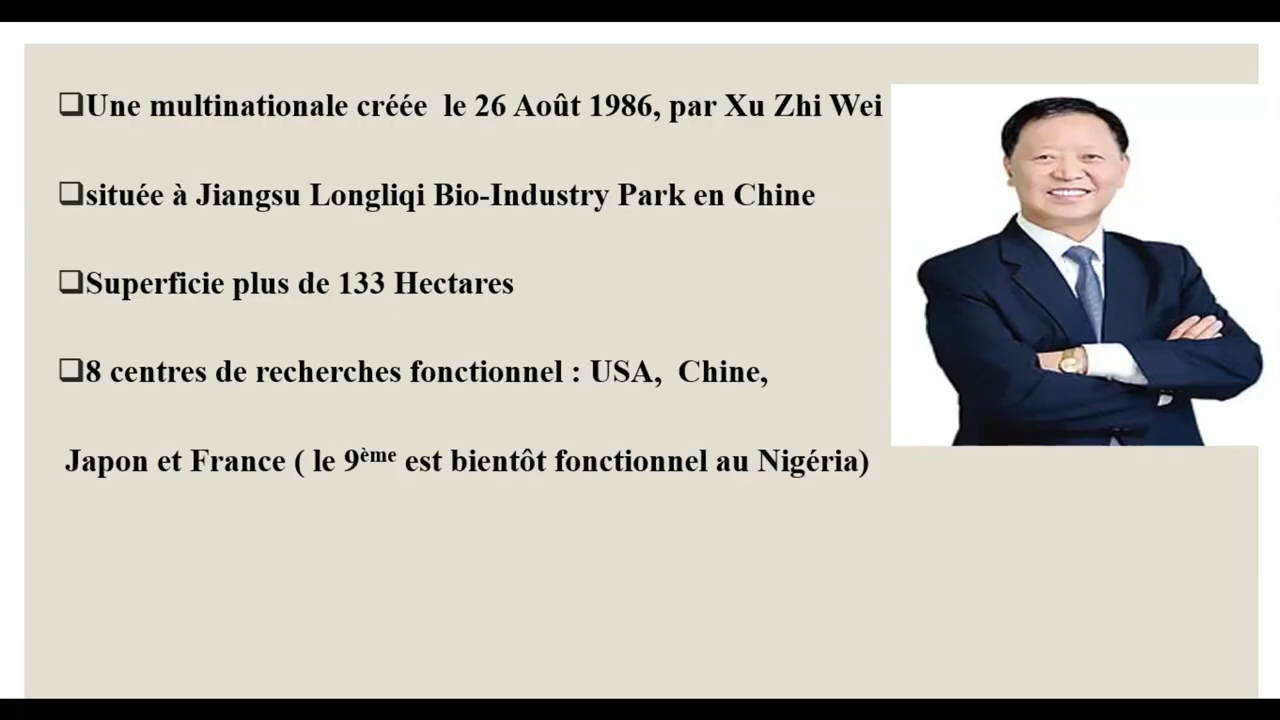 ❑Une multinationale créée le 26 Août 1986, par Xu Zhi Wei
❑située à Jiangsu Longliqi Bio-Industry Park en Chine
❑Superficie plus de 133 Hectares
❑8 centres de recherches fonctionnel : USA, Chine,
Japon et France ( le 9ème est bientôt fonctionnel au Nigéria)